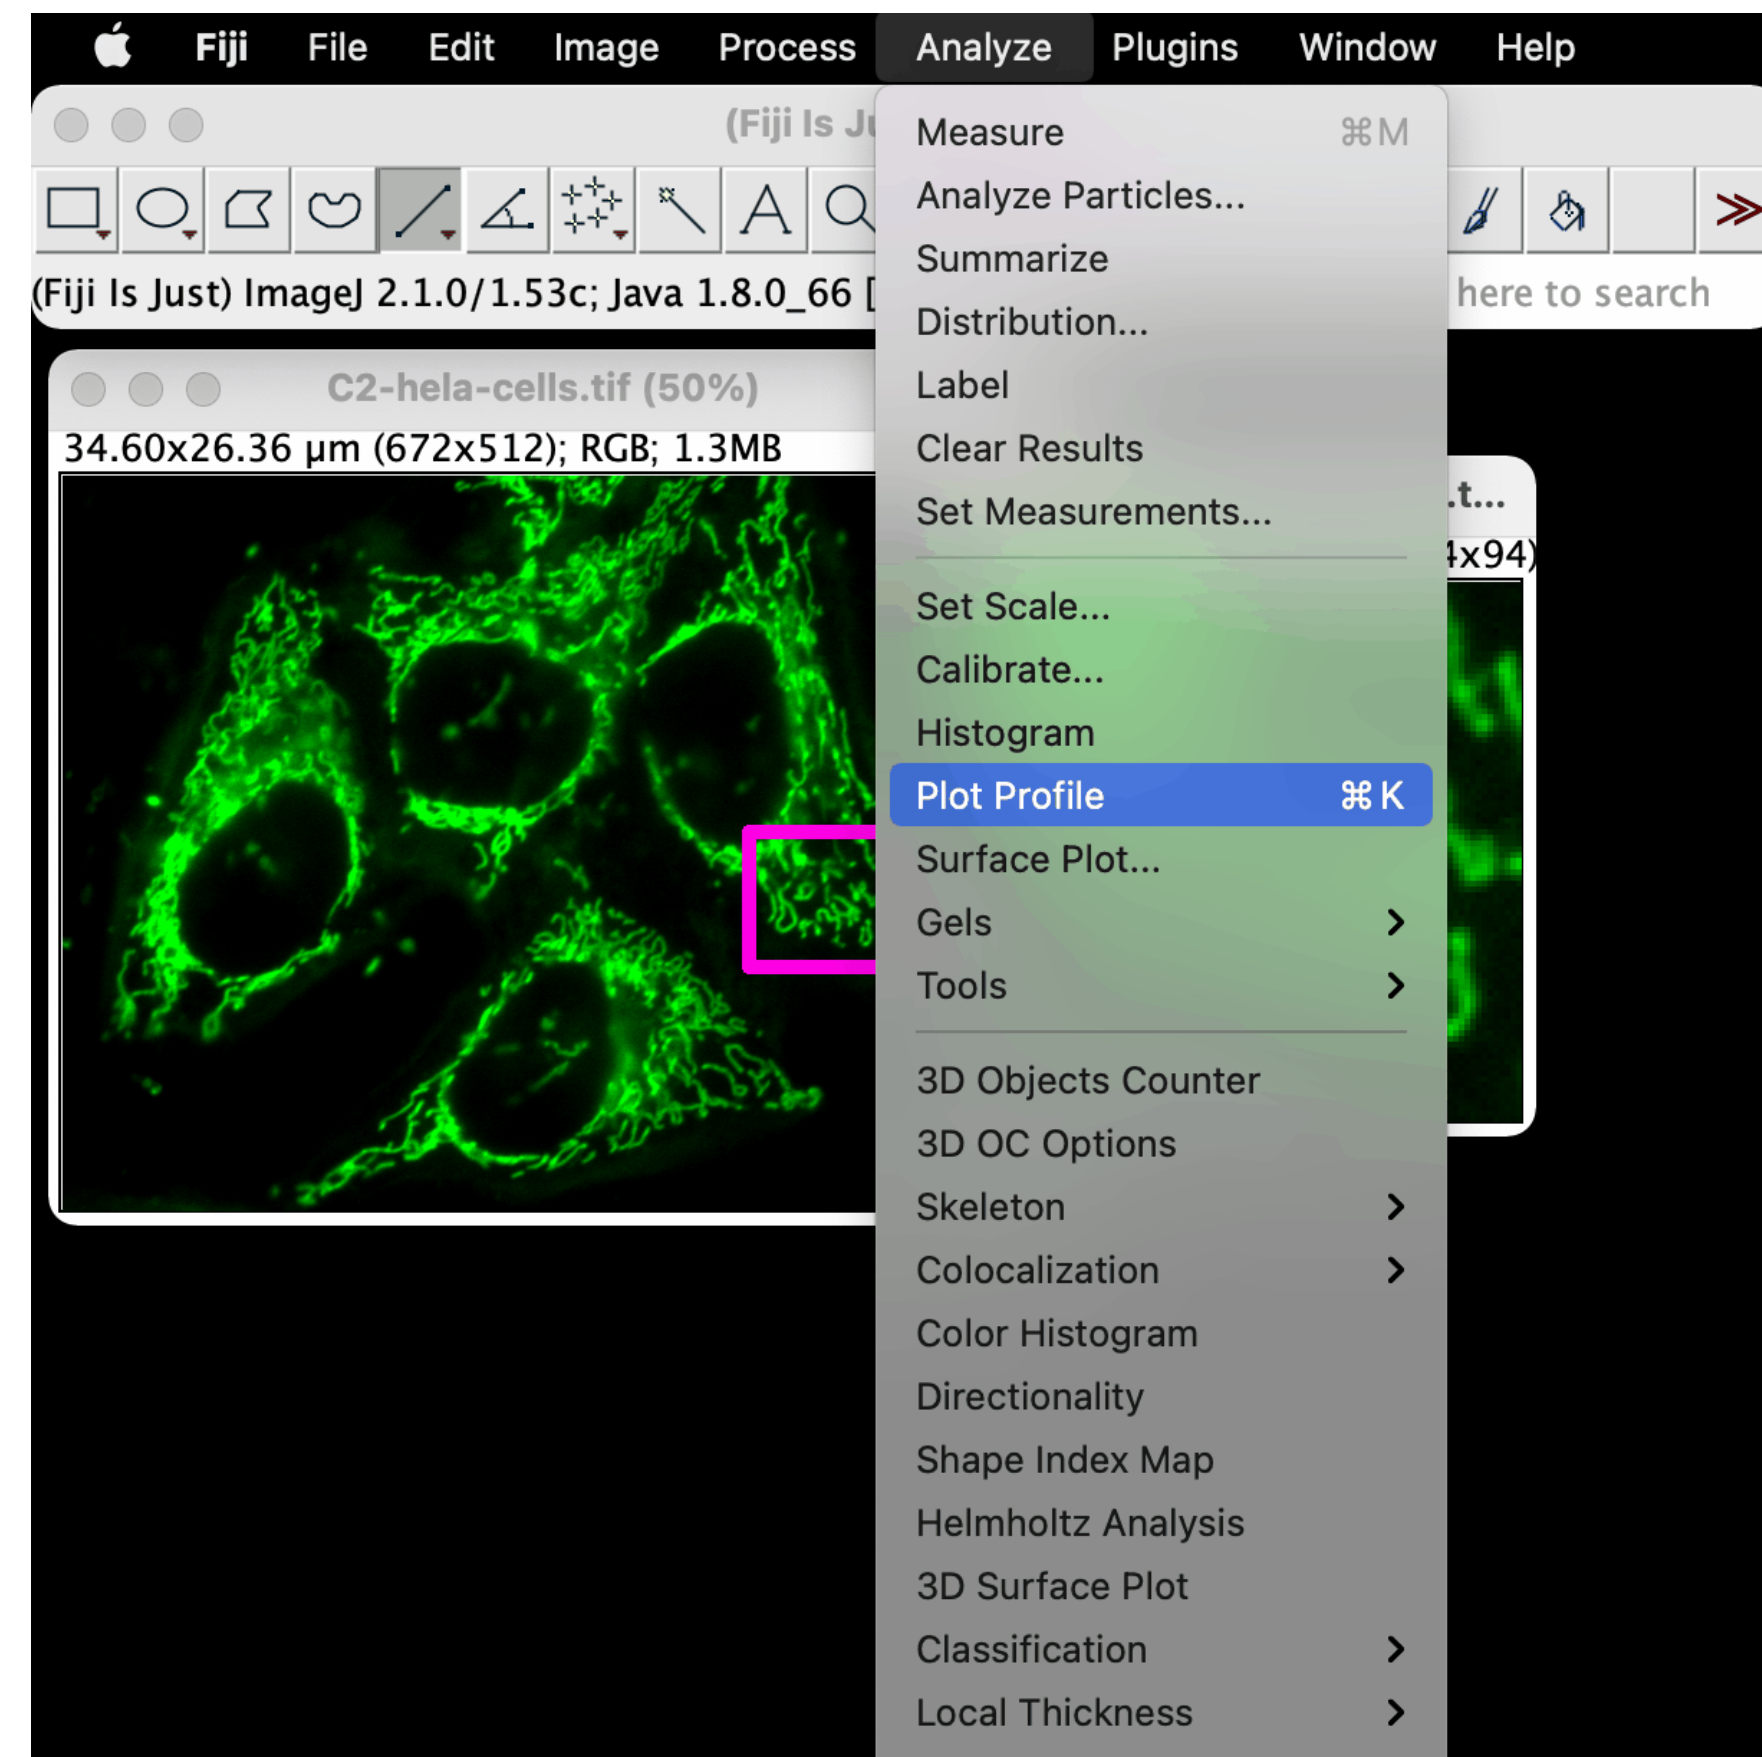 Fiji File Edit Image Process Analyze Plugins Window Help
(Fiji Is Ju
(Fiji Is Just) ImageJ 2.1.0/1.53c; Java 1.8.0_66 [
here to search
C2-hela-cells.tif (50%)
34.60x26.36 µm (672x512); RGB; 1.3MB
.t...
4x94)
Measure ⌘M
Analyze Particles...
Summarize
Distribution...
Label
Clear Results
Set Measurements...
Set Scale...
Calibrate...
Histogram
Plot Profile ⌘K
Surface Plot...
Gels
Tools
3D Objects Counter
3D OC Options
Skeleton
Colocalization
Color Histogram
Directionality
Shape Index Map
Helmholtz Analysis
3D Surface Plot
Classification
Local Thickness